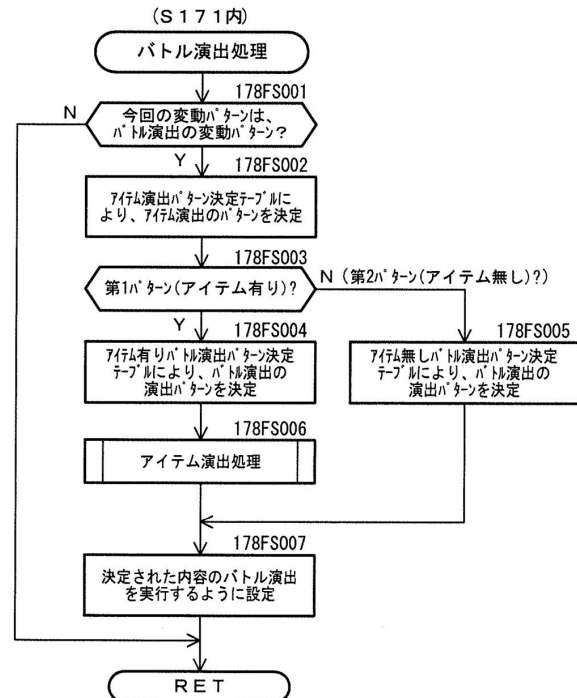 (S171内)
バトル演出処理
178FS001
N
今回の変動パターンは、
バトル演出の変動パターン?
Y
178FS002
アイテム演出パターン決定テーブルに
より、アイテム演出のパターンを決定
178FS003
第1パターン(アイテム有り)?
N (第2パターン(アイテム無し)?)
Y
178FS004
178FS005
アイテム有りバトル演出パターン決定
テーブルにより、バトル演出の
演出パターンを決定
アイテム無しバトル演出パターン決定
テーブルにより、バトル演出の
演出パターンを決定
178FS006
アイテム演出処理
178FS007
決定された内容のバトル演出
を実行するように設定
RET